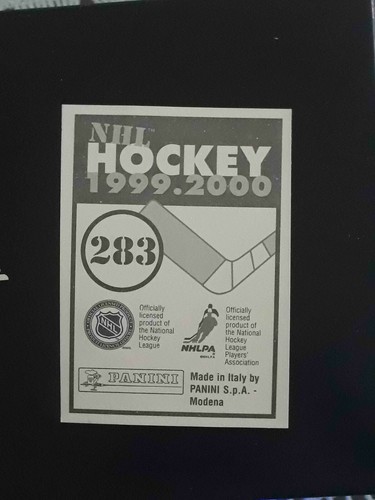 NHL
HOCKEY
1999.2000
283
Officially
licensed
product of
the National
Hockey
League
NHL
NHLPA
Officially
licensed
product of
the National
Hockey
League
Players'
Association
PANINI
Made in Italy by
PANINI S.p.A. -
Modena